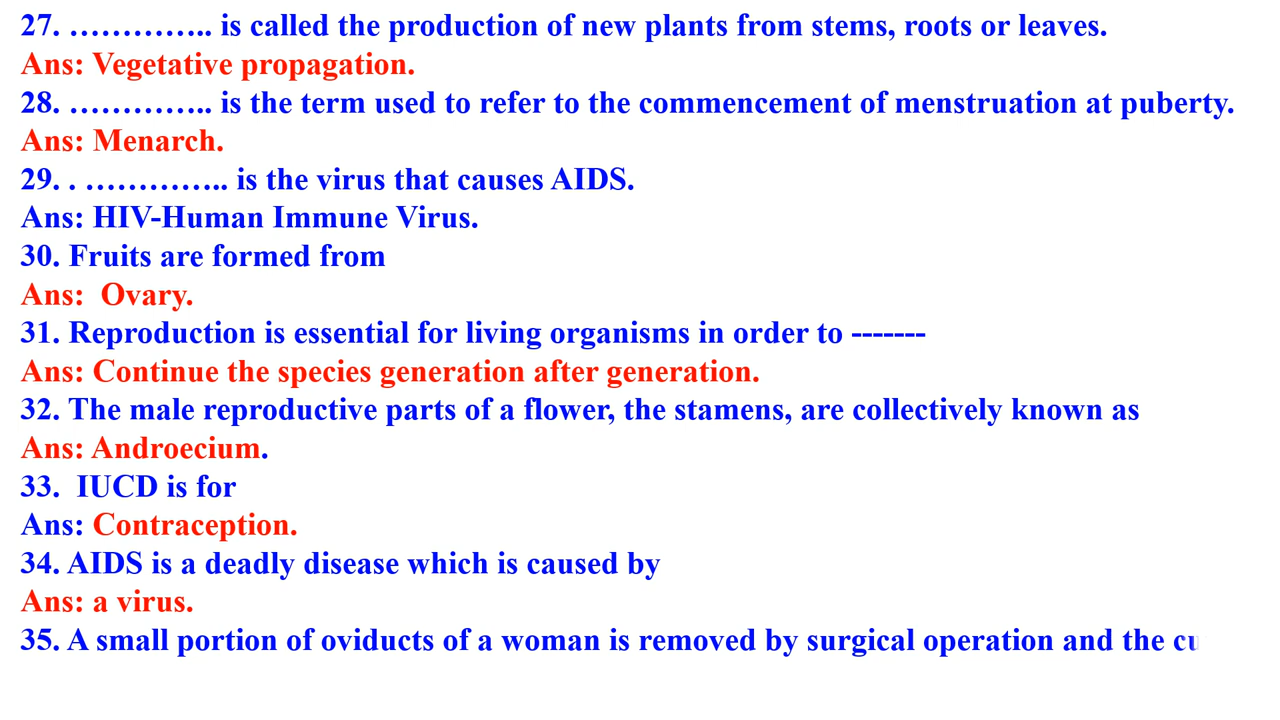 27. ………….. is called the production of new plants from stems, roots or leaves.
Ans: Vegetative propagation.
28. ………….. is the term used to refer to the commencement of menstruation at puberty.
Ans: Menarch.
29. . ………….. is the virus that causes AIDS.
Ans: HIV-Human Immune Virus.
30. Fruits are formed from
Ans:  Ovary.
31. Reproduction is essential for living organisms in order to -------
Ans: Continue the species generation after generation.
32. The male reproductive parts of a flower, the stamens, are collectively known as
Ans: Androecium.
33.  IUCD is for
Ans: Contraception.
34. AIDS is a deadly disease which is caused by
Ans: a virus.
35. A small portion of oviducts of a woman is removed by surgical operation and the